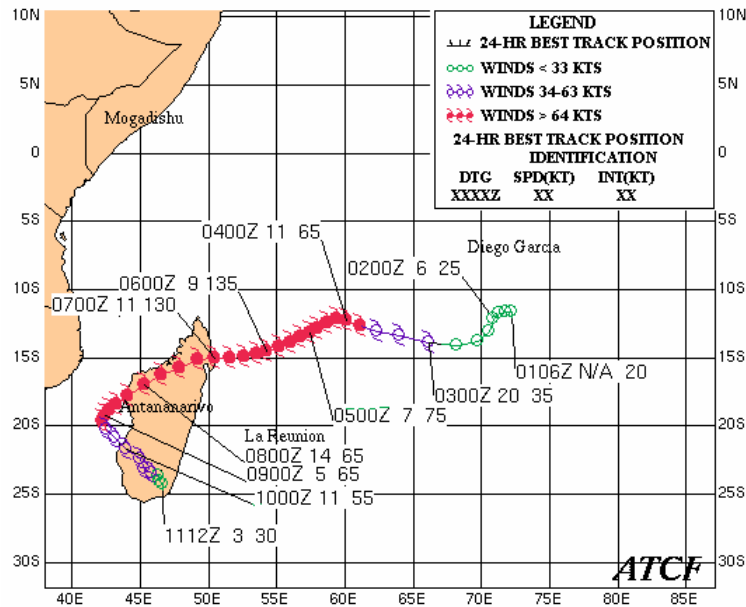 10N
5N
0
5S
10S
15S
20S
25S
30S
LEGEND
24-HR BEST TRACK POSITION
WINDS < 33 KTS
WINDS 34-63 KTS
WINDS > 64 KTS
24-HR BEST TRACK POSITION
IDENTIFICATION
DTG SPD(KT) INT(KT)
XXXXZ XX XX
10N
5N
0
5S
10S
15S
20S
25S
30S
Mogadishu
0400Z 11 65
Diego Garcia
0200Z 6 25
0600Z 9 135
0700Z 11 130
0106Z N/A 20
0300Z 20 35
0500Z 7 75
Antananarivo
La Reunion
0800Z 14 65
0900Z 5 65
1000Z 11 55
1112Z 3 30
ATCF
40E 45E 50E 55E 60E 65E 70E 75E 80E 85E